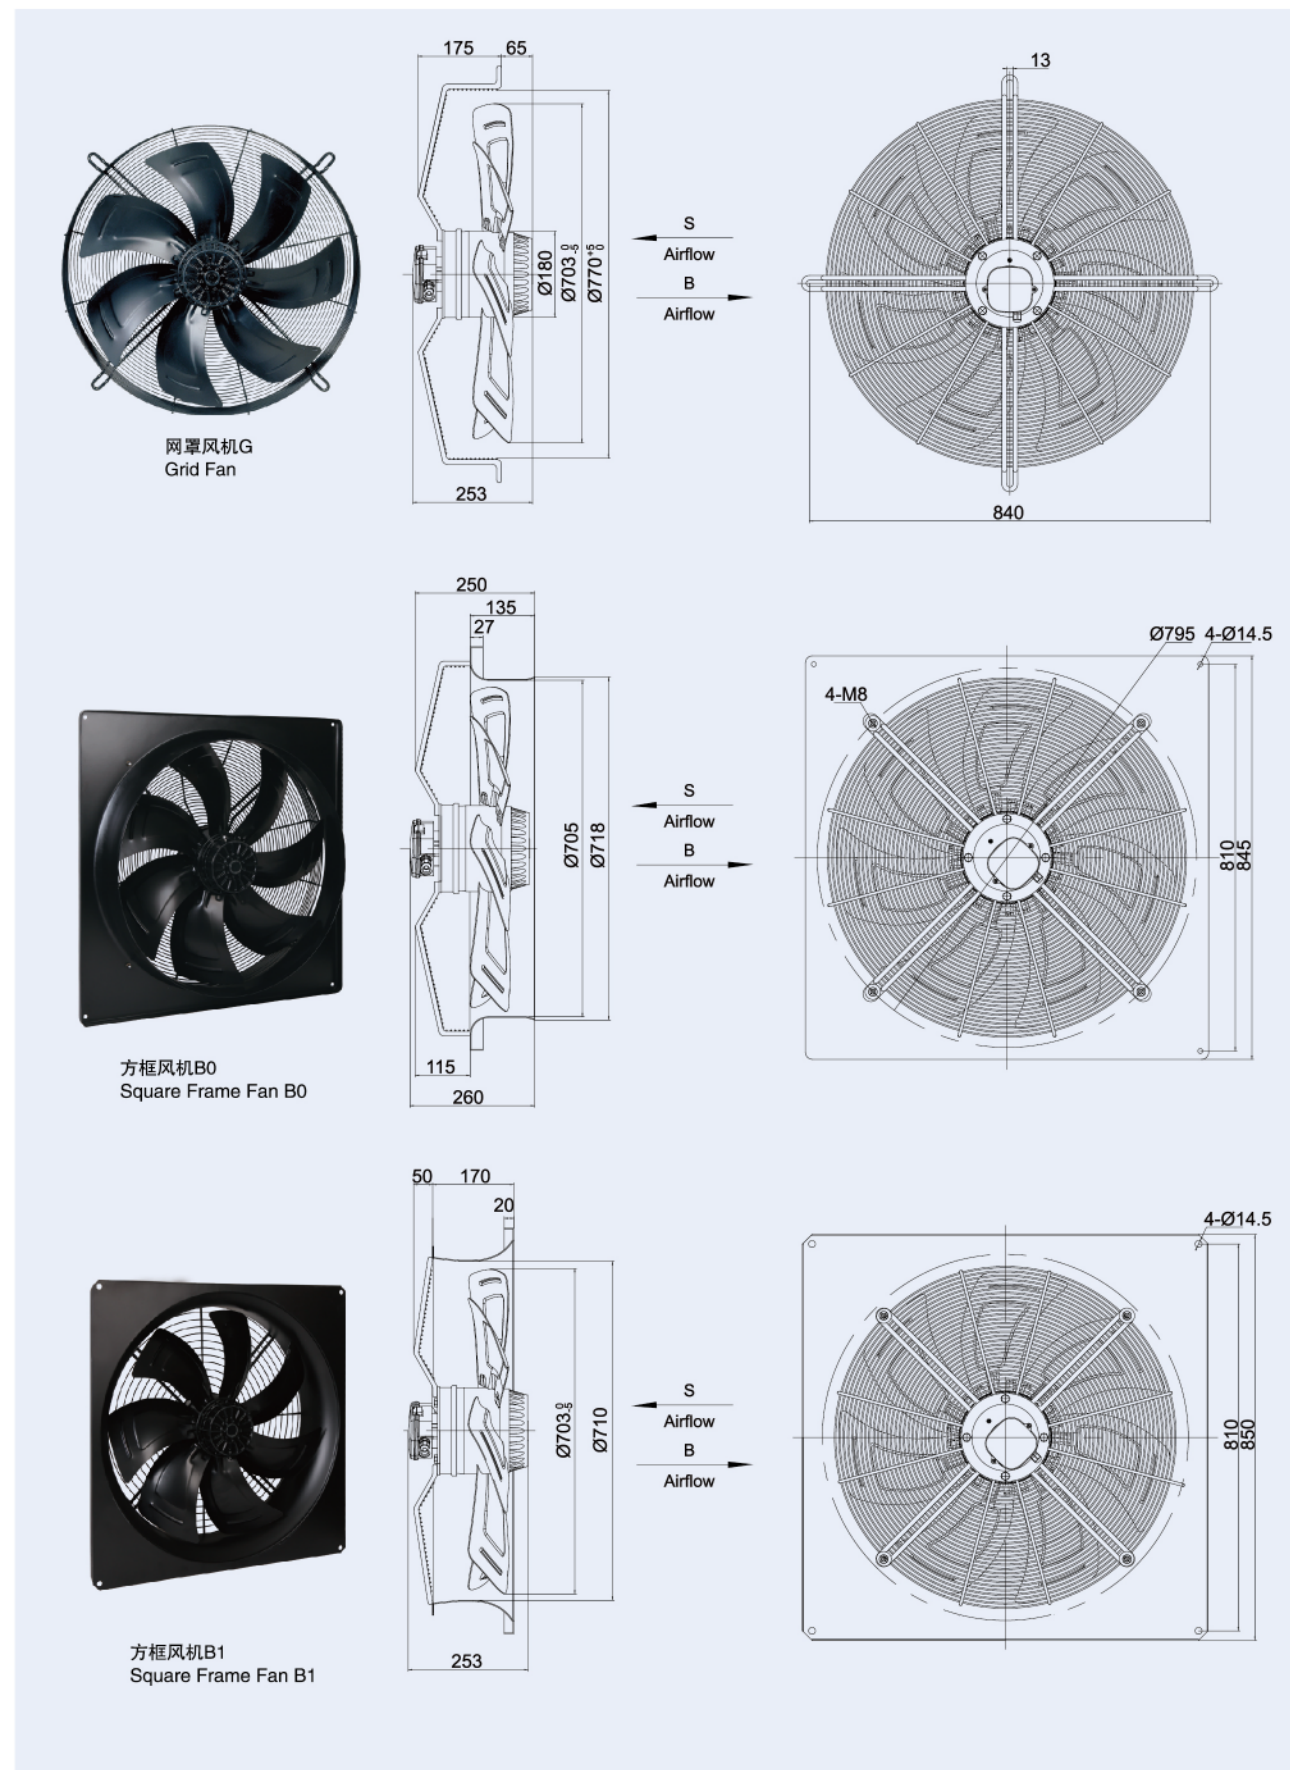 175
65
13
S
Airflow
B
Airflow
Ø180
Ø703 0 -5
Ø770 +5 0
网罩风机G
Grid Fan
253
840
250
135
27
Ø795
4-Ø14.5
4-M8
S
Airflow
B
Airflow
Ø705
Ø718
810
845
方框风机B0
Square Frame Fan B0
115
260
50
170
20
4-Ø14.5
S
Airflow
B
Airflow
Ø703 0 -5
Ø710
810
850
方框风机B1
Square Frame Fan B1
253